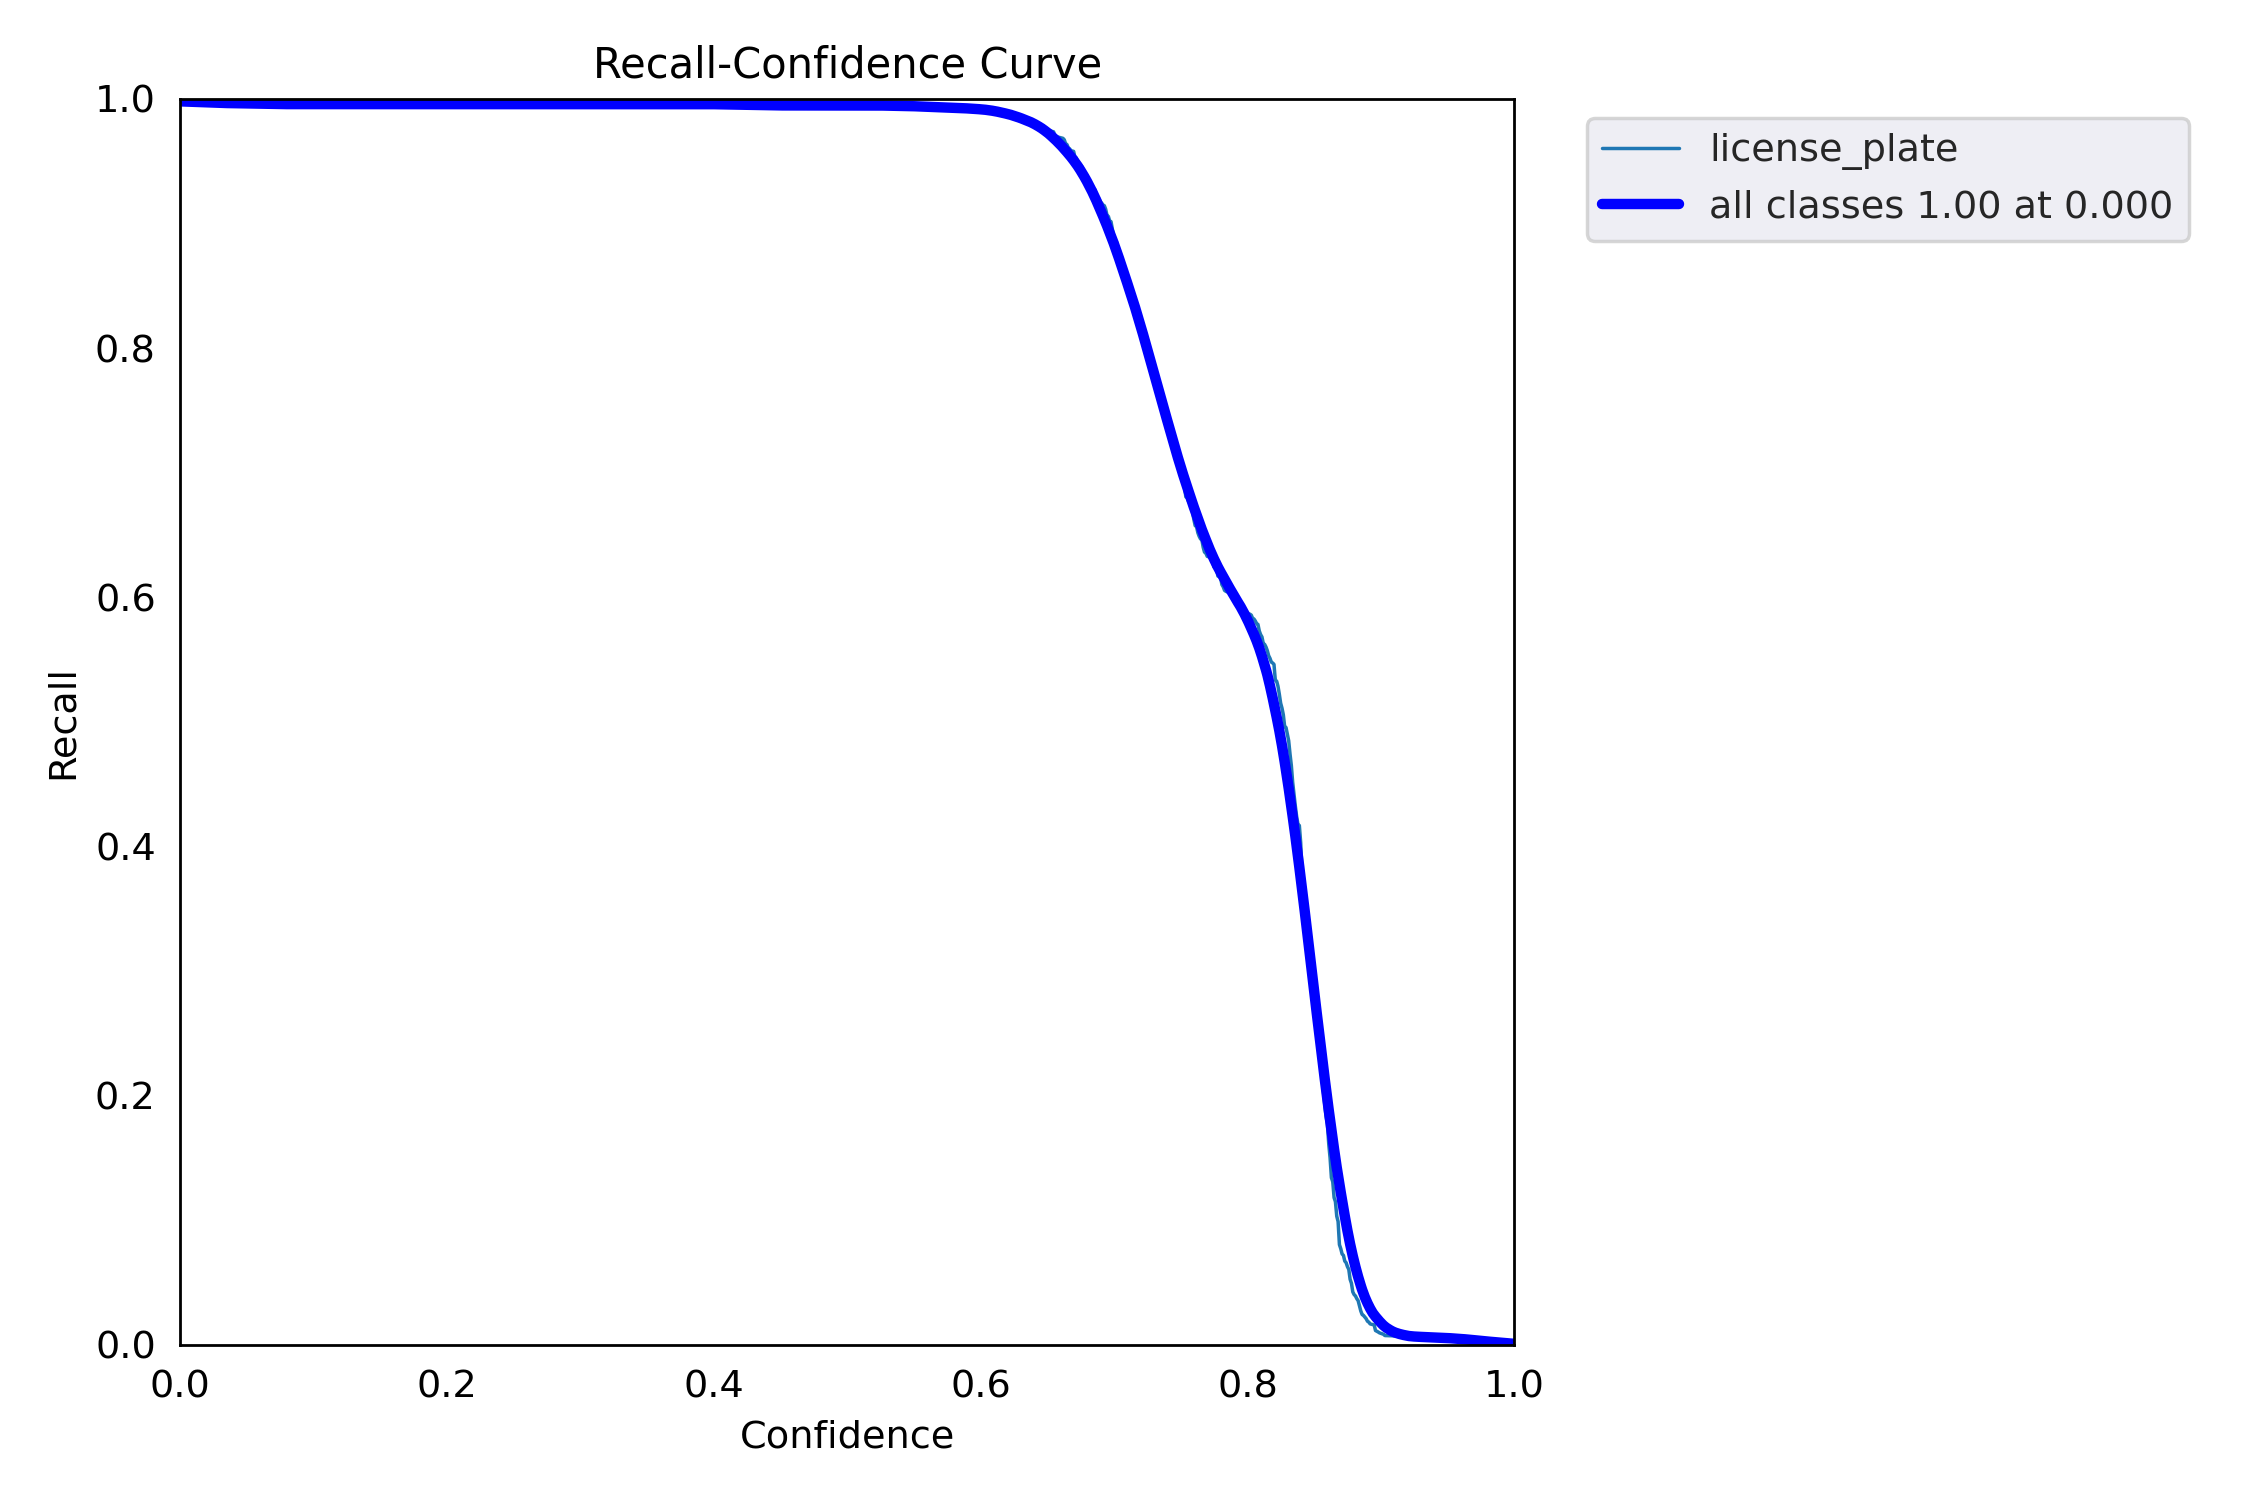 Recall-Confidence Curve
1.0
0.8
0.6
0.4
0.2
0.0
Recall
0.0 0.2 0.4 0.6 0.8 1.0
Confidence
license_plate
all classes 1.00 at 0.000